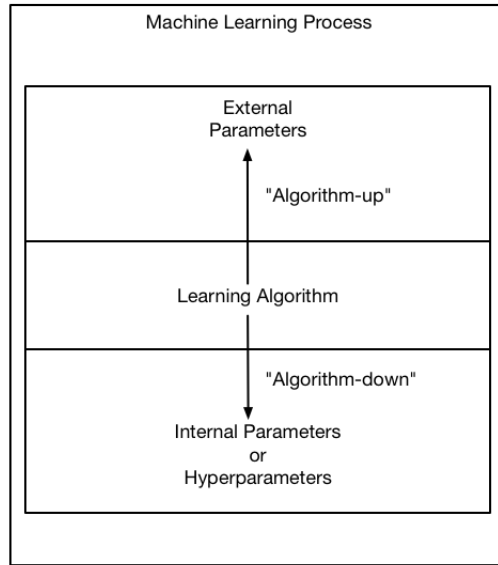 Machine Learning Process
External
Parameters
"Algorithm-up"
Learning Algorithm
"Algorithm-down"
Internal Parameters
or
Hyperparameters